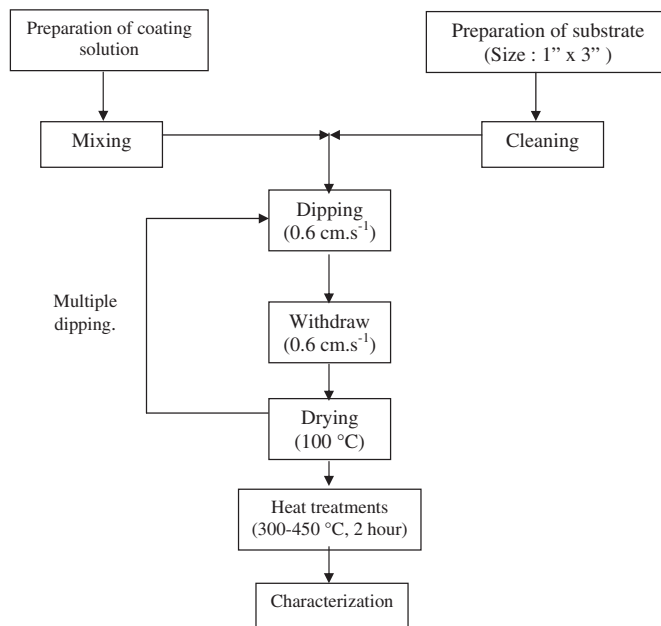 Preparation of coating
solution
Preparation of substrate
(Size : 1” x 3” )
Mixing
Cleaning
Dipping
(0.6 cm.s⁻¹)
Multiple
dipping.
Withdraw
(0.6 cm.s⁻¹)
Drying
(100 °C)
Heat treatments
(300-450 °C, 2 hour)
Characterization